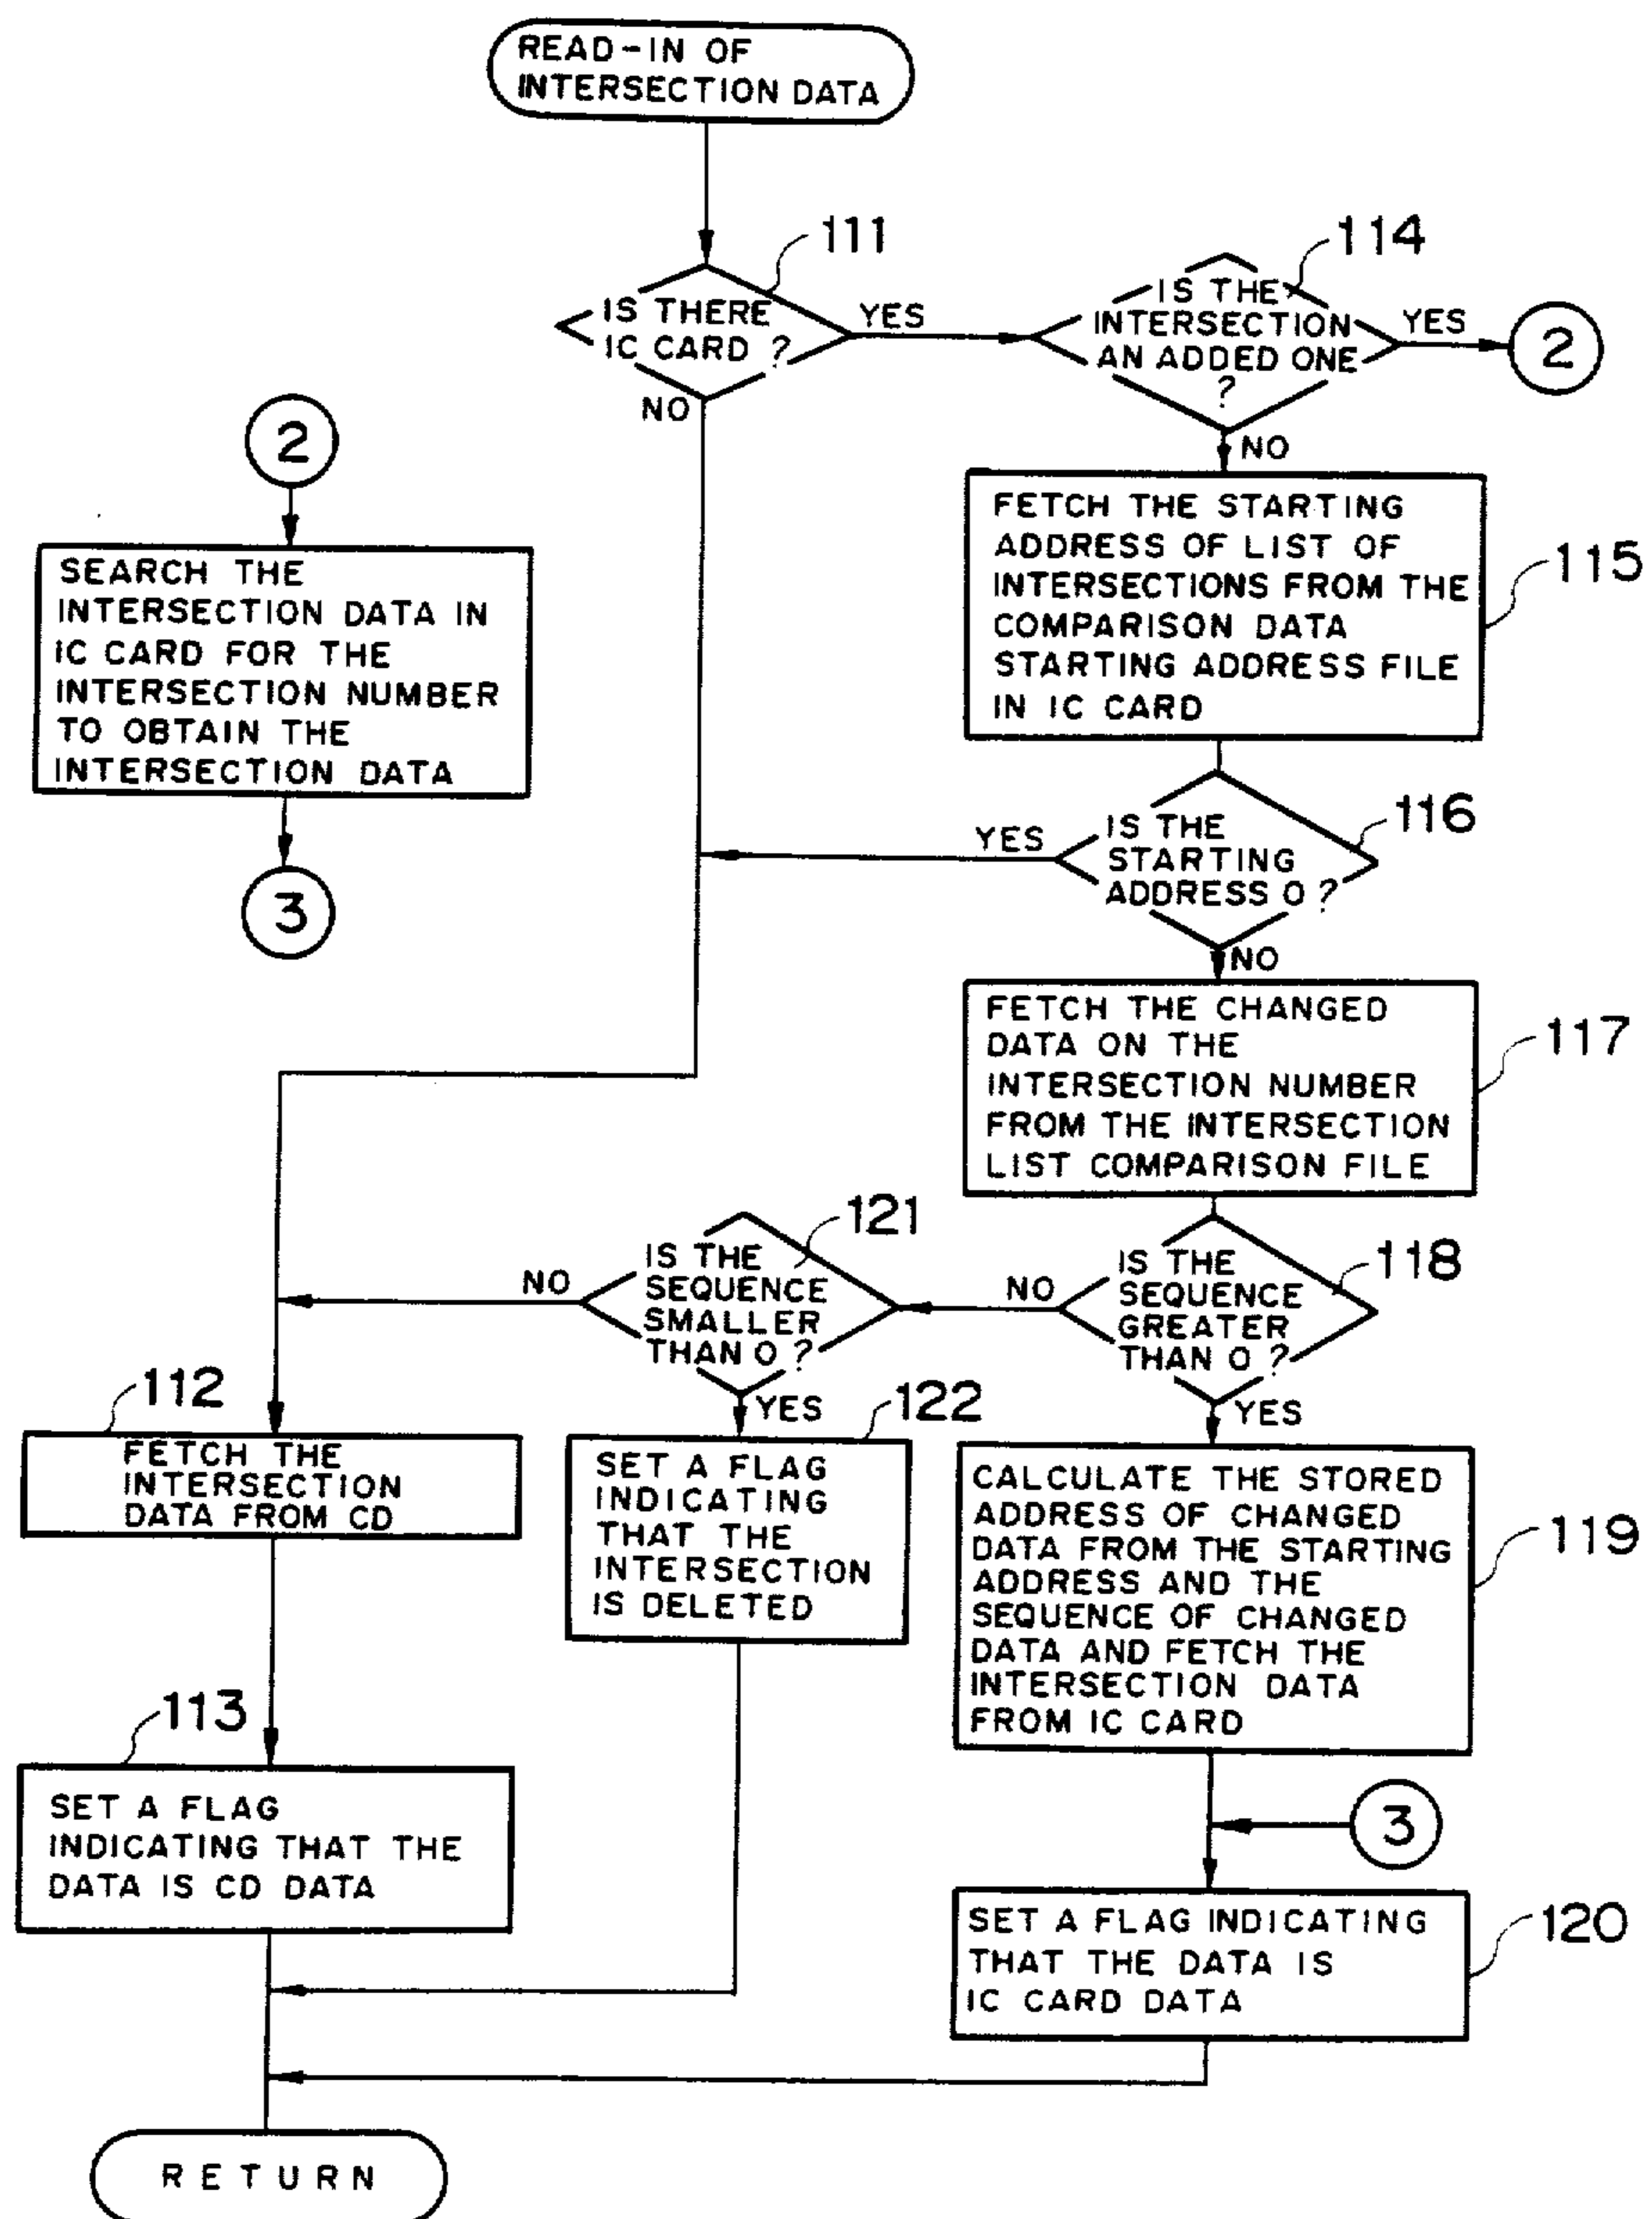 READ-IN OF
INTERSECTION DATA
111
IS THERE
IC CARD ?
YES
NO
114
IS THE
INTERSECTION
AN ADDED ONE
?
YES
2
NO
2
SEARCH THE
INTERSECTION DATA IN
IC CARD FOR THE
INTERSECTION NUMBER
TO OBTAIN THE
INTERSECTION DATA
3
115
FETCH THE STARTING
ADDRESS OF LIST OF
INTERSECTIONS FROM THE
COMPARISON DATA
STARTING ADDRESS FILE
IN IC CARD
116
IS THE
STARTING
ADDRESS 0 ?
YES
NO
117
FETCH THE CHANGED
DATA ON THE
INTERSECTION NUMBER
FROM THE INTERSECTION
LIST COMPARISON FILE
118
IS THE
SEQUENCE
GREATER
THAN 0 ?
NO
YES
121
IS THE
SEQUENCE
SMALLER
THAN 0 ?
NO
YES
112
FETCH THE
INTERSECTION
DATA FROM CD
122
SET A FLAG
INDICATING
THAT THE
INTERSECTION
IS DELETED
119
CALCULATE THE STORED
ADDRESS OF CHANGED
DATA FROM THE STARTING
ADDRESS AND THE
SEQUENCE OF CHANGED
DATA AND FETCH THE
INTERSECTION DATA
FROM IC CARD
113
SET A FLAG
INDICATING THAT THE
DATA IS CD DATA
3
120
SET A FLAG INDICATING
THAT THE DATA IS
IC CARD DATA
RETURN